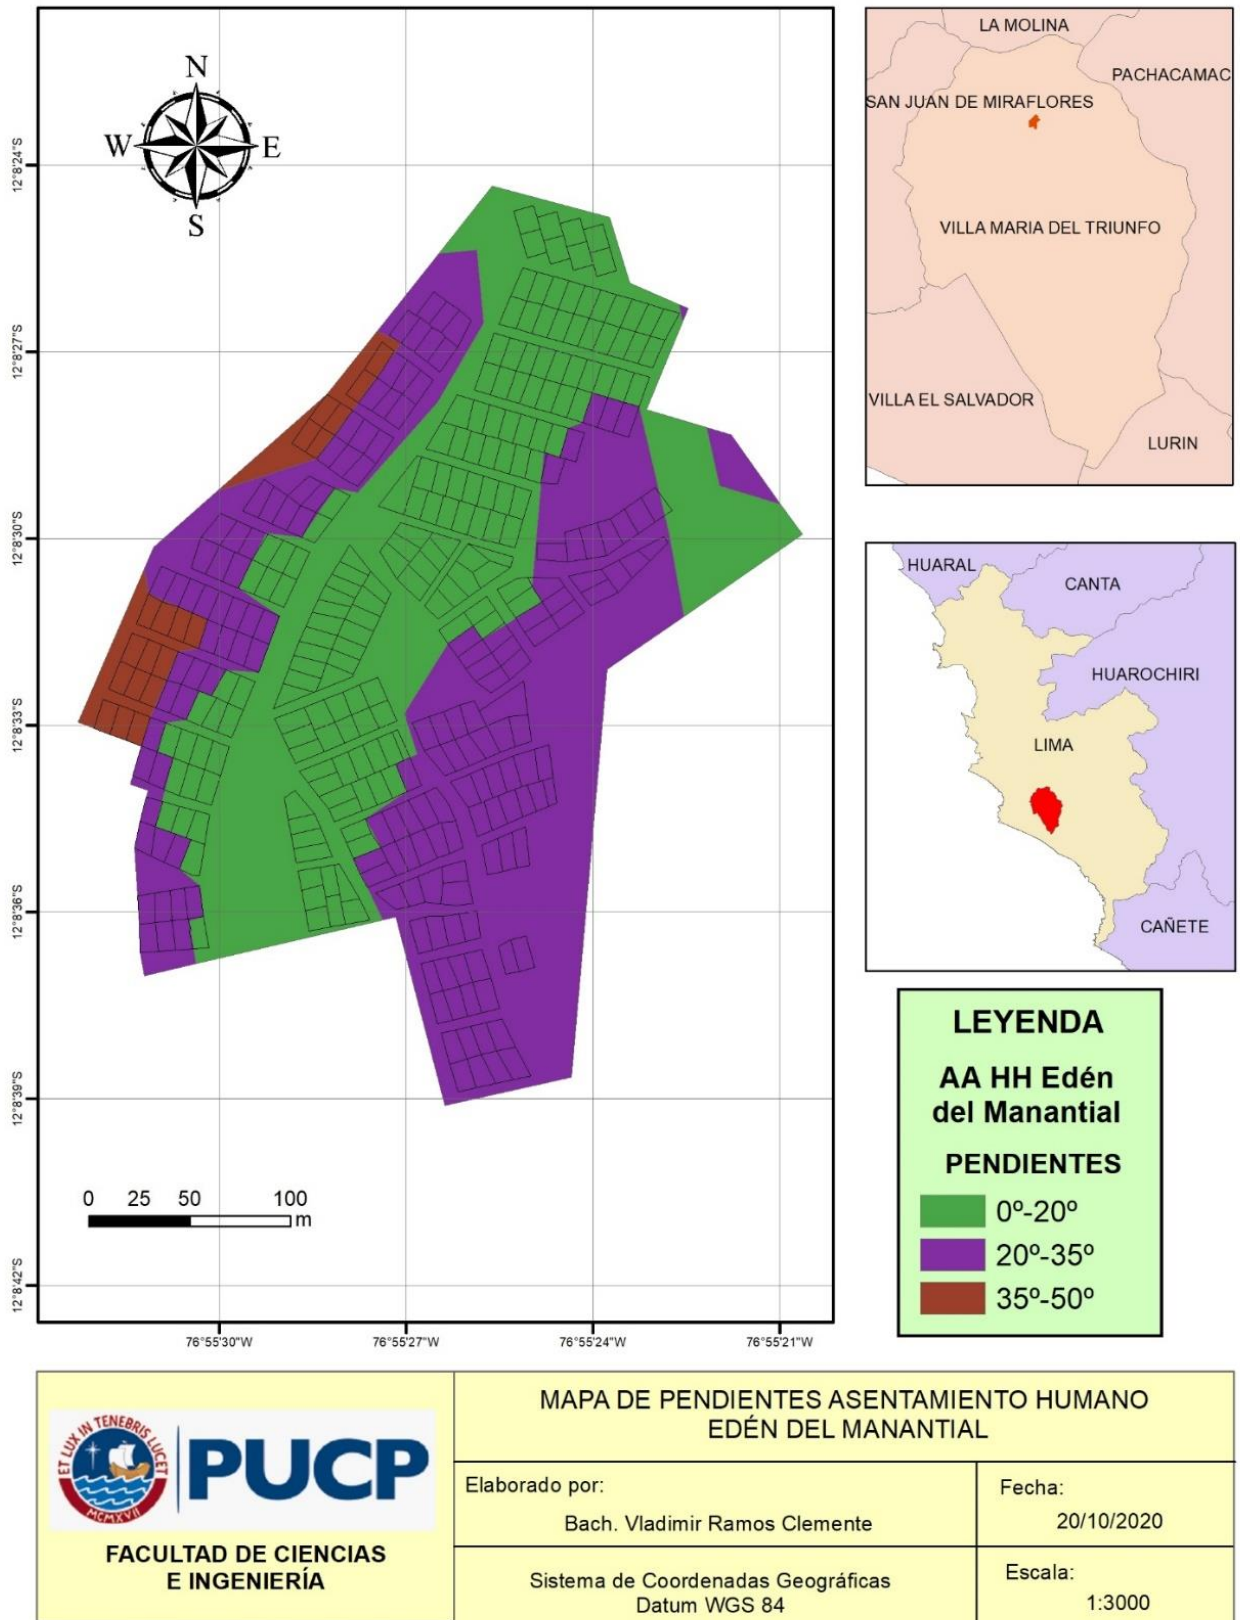 N
W
E
S
12°8'24"S
12°8'27"S
12°8'30"S
12°8'33"S
12°8'36"S
12°8'39"S
12°8'42"S
76°55'30"W
76°55'27"W
76°55'24"W
76°55'21"W
0 25 50 100
m
LA MOLINA
PACHACAMAC
SAN JUAN DE MIRAFLORES
VILLA MARIA DEL TRIUNFO
VILLA EL SALVADOR
LURIN
HUARAL
CANTA
HUAROCHIRI
LIMA
CAÑETE
LEYENDA
AA HH Edén
del Manantial
PENDIENTES
0º-20º
20º-35º
35º-50º
ET LUX IN TENEBRIS LUCET
MCMXVII
PUCP
FACULTAD DE CIENCIAS
E INGENIERÍA
MAPA DE PENDIENTES ASENTAMIENTO HUMANO
EDÉN DEL MANANTIAL
Elaborado por:
Bach. Vladimir Ramos Clemente
Fecha:
20/10/2020
Sistema de Coordenadas Geográficas
Datum WGS 84
Escala:
1:3000